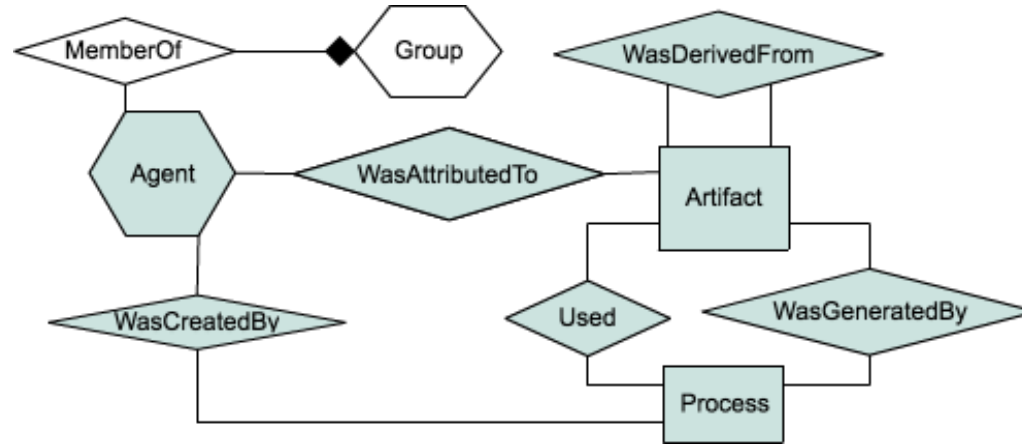 MemberOf
Group
WasDerivedFrom
Agent
WasAttributedTo
Artifact
WasCreatedBy
Used
WasGeneratedBy
Process